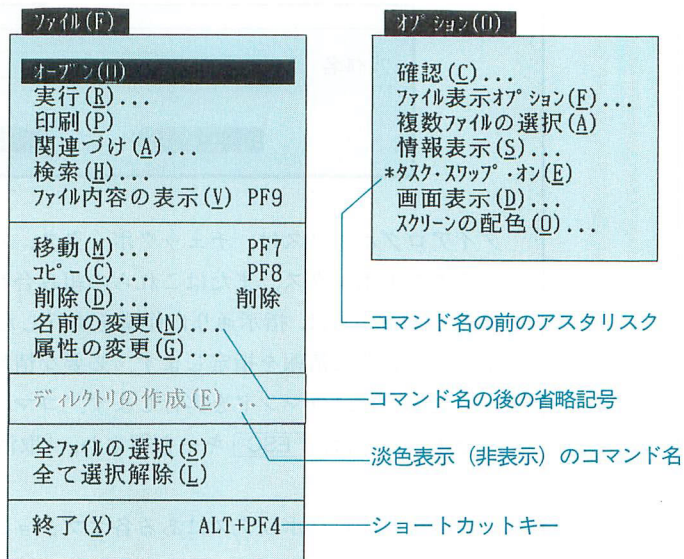 ファイル(F)
オープン(O)
実行(R)...
印刷(P)
関連づけ(A)...
検索(H)...
ファイル内容の表示(V) PF9
移動(M)... PF7
コピー(C)... PF8
削除(D)... 削除
名前の変更(N)...
属性の変更(G)...
ディレクトリの作成(E)...
全ファイルの選択(S)
全て選択解除(L)
終了(X) ALT+PF4
オプション(O)
確認(C)...
ファイル表示オプション(F)...
複数ファイルの選択(A)
情報表示(S)...
*タスク・スワップ・オン(E)
画面表示(D)...
スクリーンの配色(O)...
コマンド名の前のアスタリスク
コマンド名の後の省略記号
淡色表示（非表示）のコマンド名
ショートカットキー